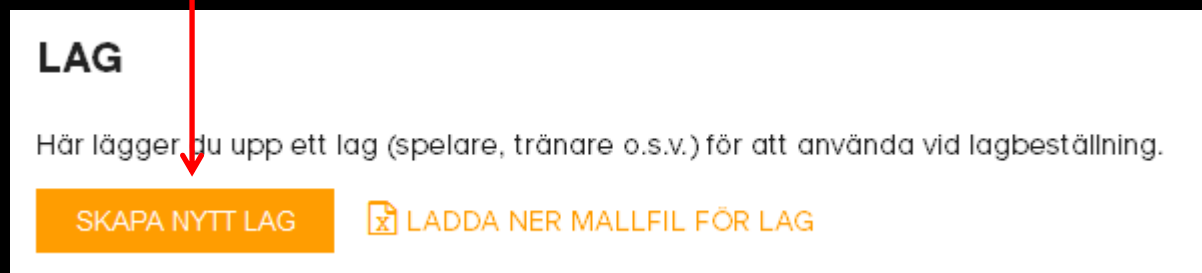 LAG
Här lägger du upp ett lag (spelare, tränare o.s.v.) för att använda vid lagbeställning.
SKAPA NYTT LAG
LADDA NER MALLFIL FÖR LAG